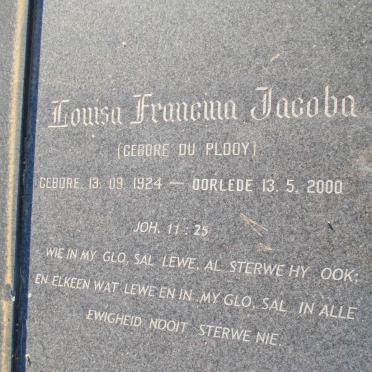 Louisa Francina Jacoba
(GEBORE DU PLOOY)
GEBORE. 13. 09. 1924 — OORLEDE 13. 5. 2000
JOH. 11 : 25
WIE IN MY GLO, SAL LEWE, AL STERWE HY OOK;
EN ELKEEN WAT LEWE EN IN MY GLO, SAL IN ALLE
EWIGHEID NOOIT STERWE NIE.